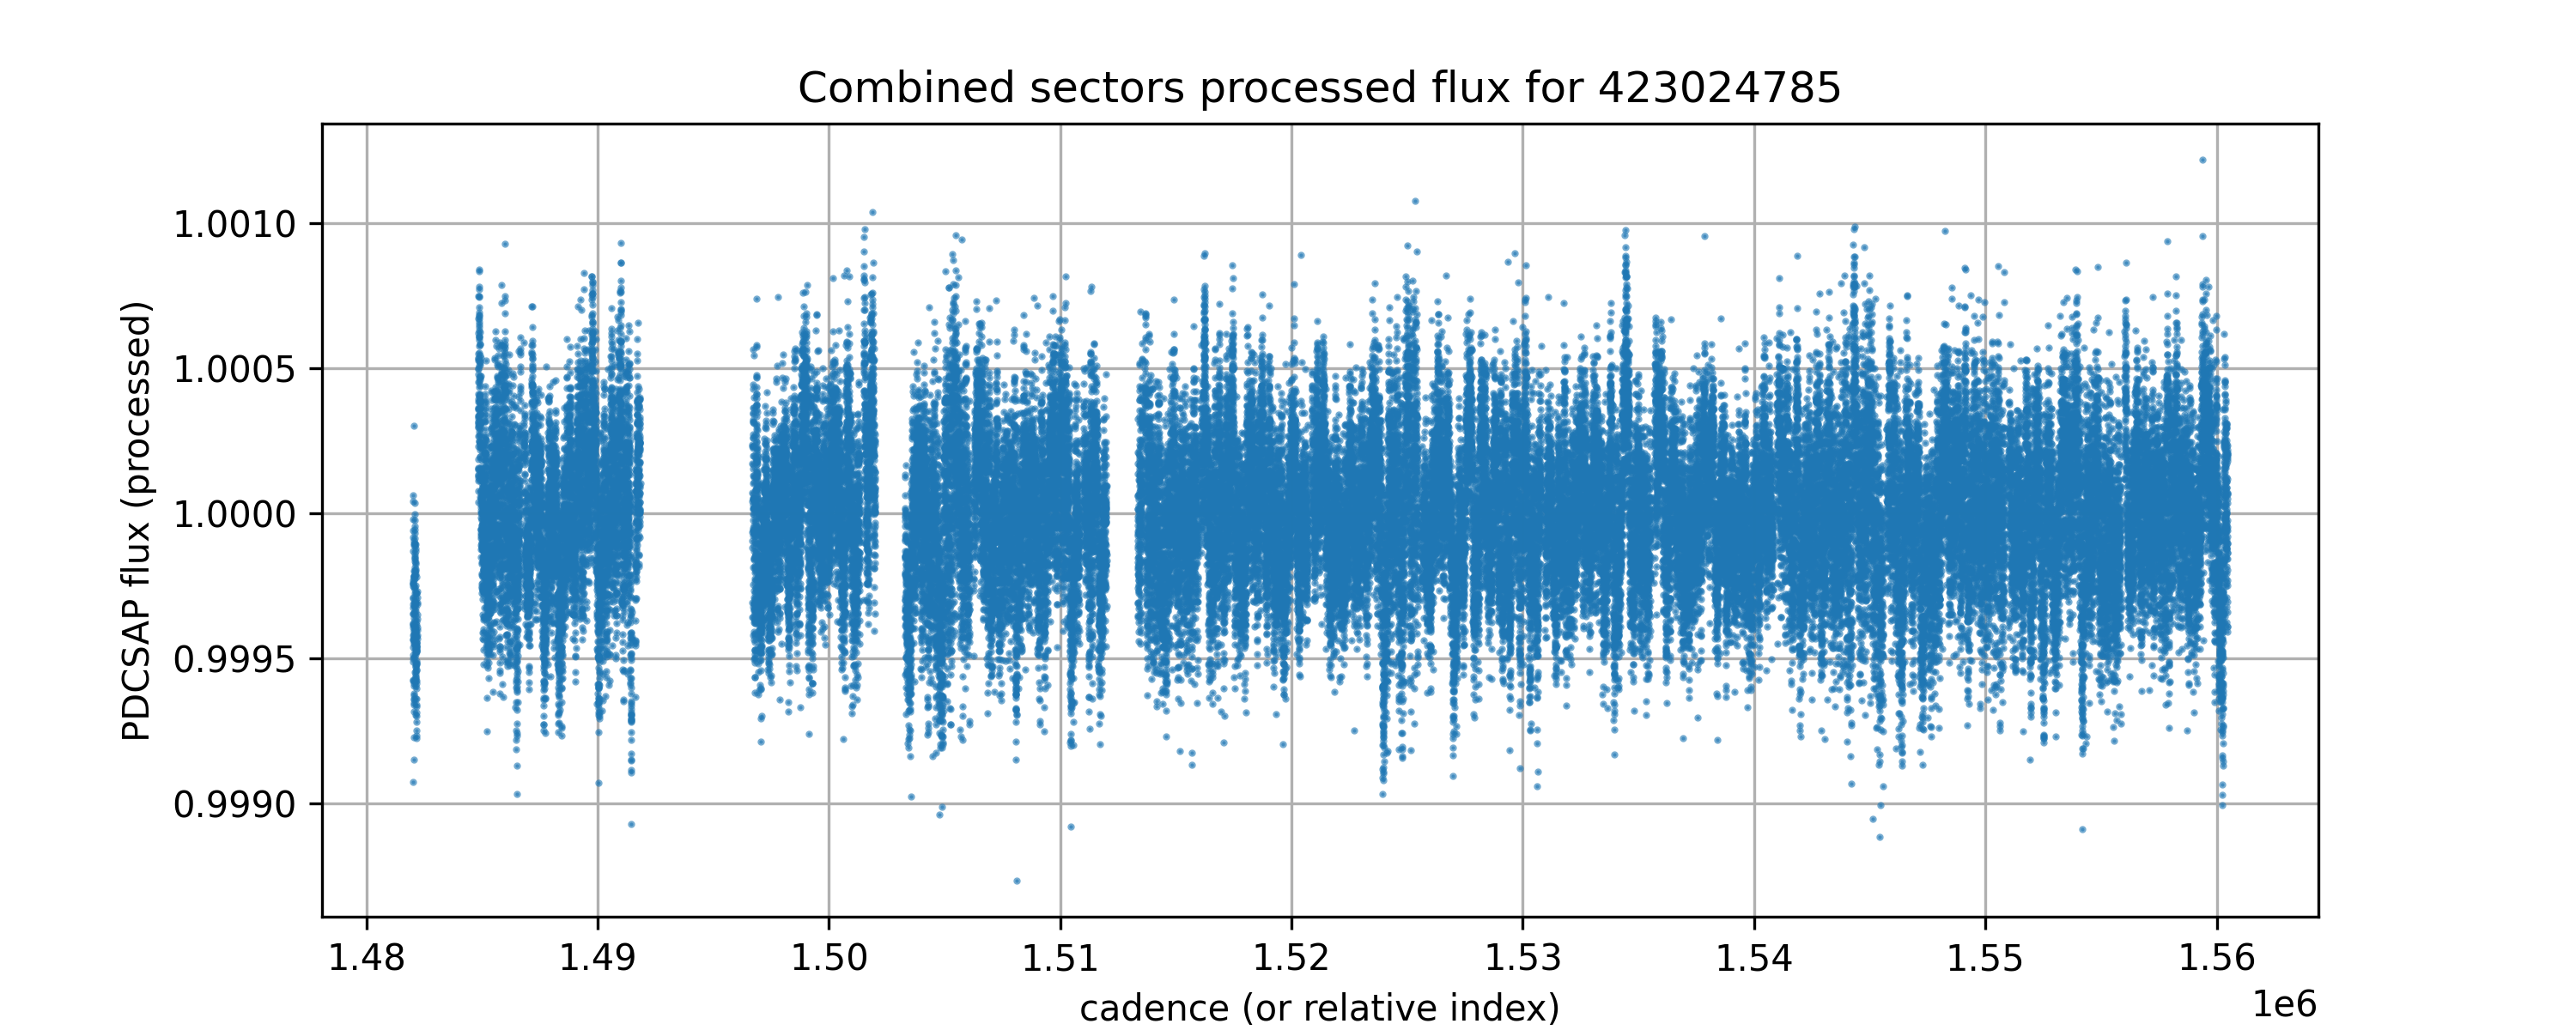 Combined sectors processed flux for 423024785
PDCSAP flux (processed)
1.0010
1.0005
1.0000
0.9995
0.9990
1.48 1.49 1.50 1.51 1.52 1.53 1.54 1.55 1.56
1e6
cadence (or relative index)